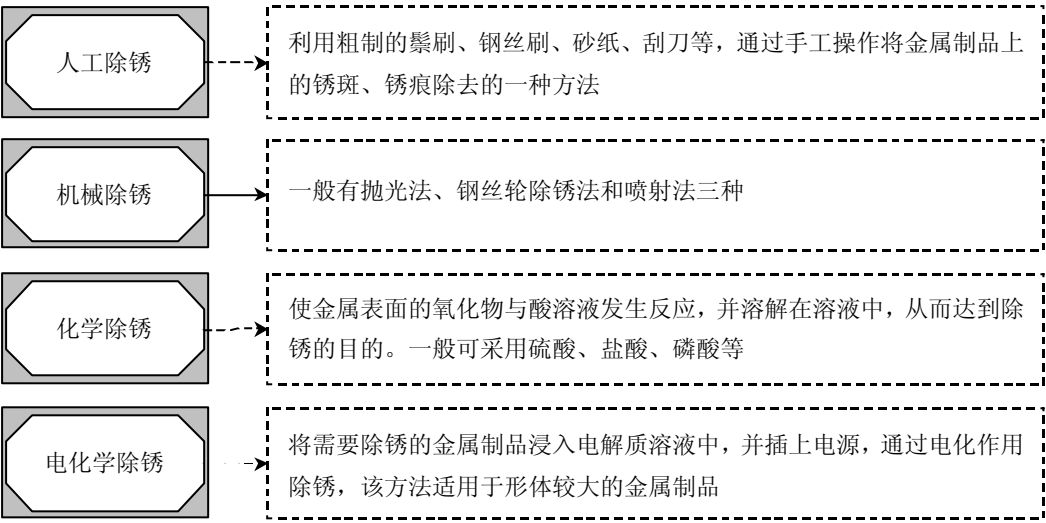 人工除锈
利用粗制的鬃刷、钢丝刷、砂纸、刮刀等，通过手工操作将金属制品上
的锈斑、锈痕除去的一种方法
机械除锈
一般有抛光法、钢丝轮除锈法和喷射法三种
化学除锈
使金属表面的氧化物与酸溶液发生反应，并溶解在溶液中，从而达到除
锈的目的。一般可采用硫酸、盐酸、磷酸等
电化学除锈
将需要除锈的金属制品浸入电解质溶液中，并插上电源，通过电化作用
除锈，该方法适用于形体较大的金属制品